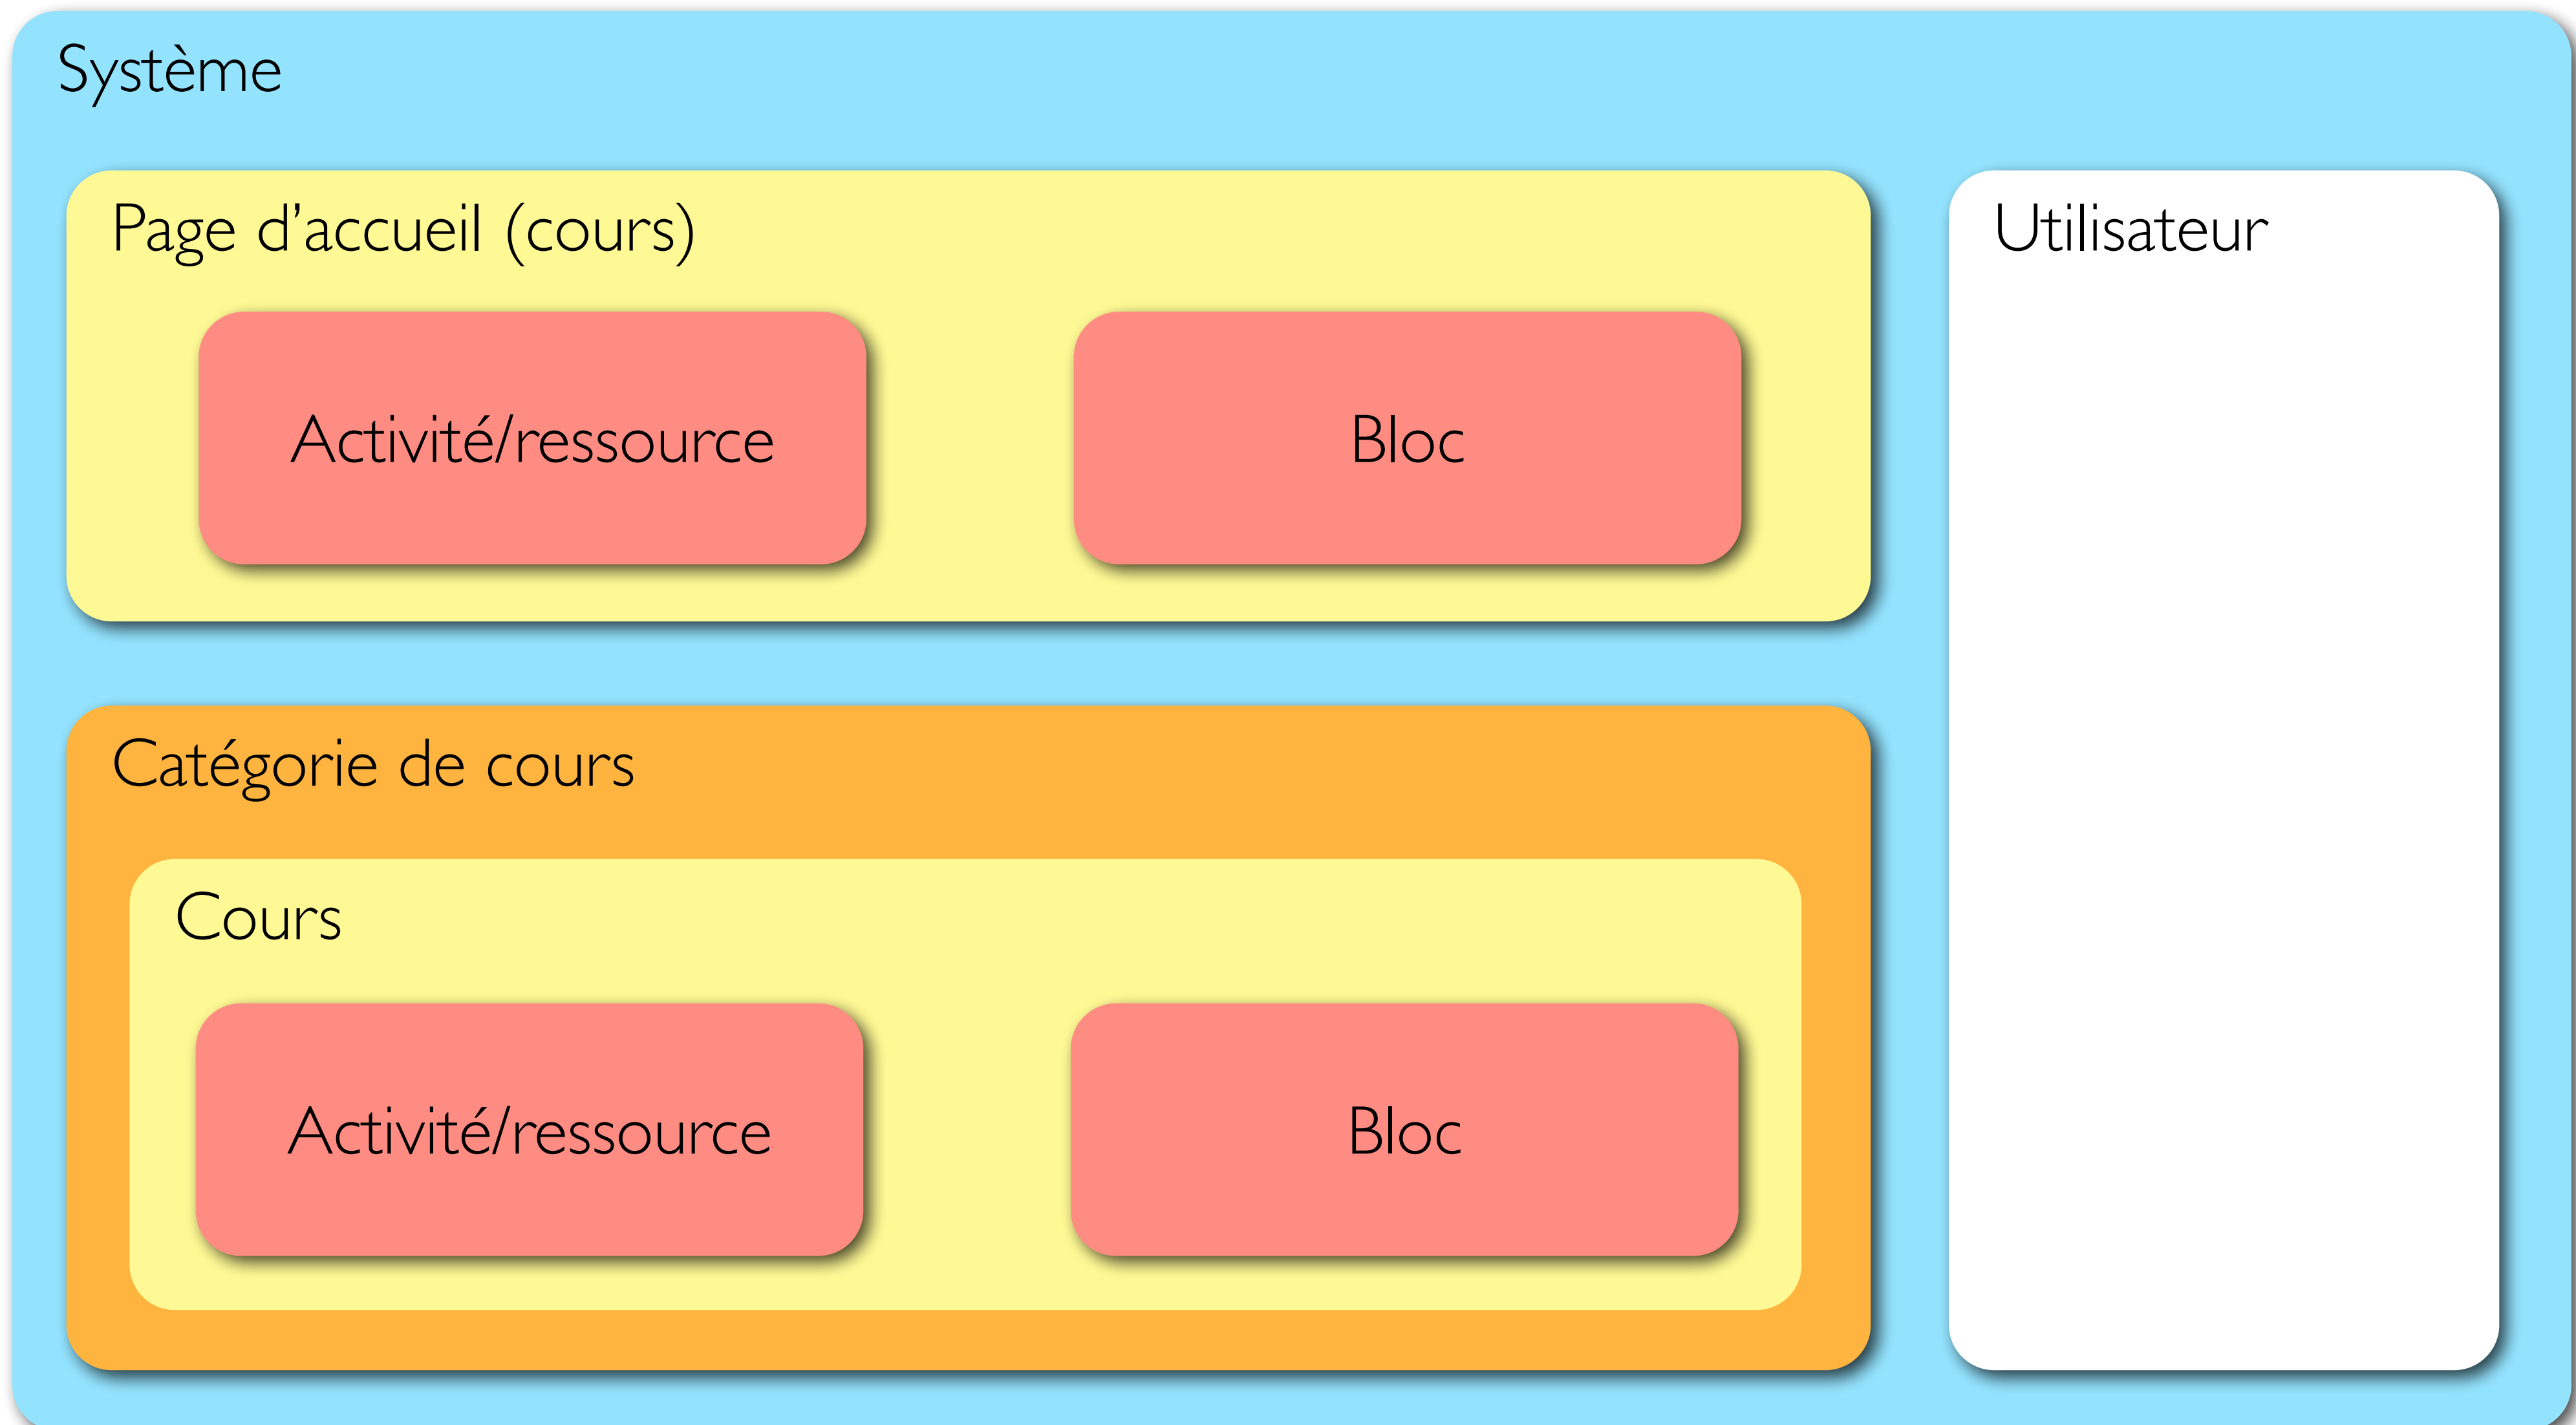 Système
Page d’accueil (cours)
Activité/ressource
Bloc
Utilisateur
Catégorie de cours
Cours
Activité/ressource
Bloc